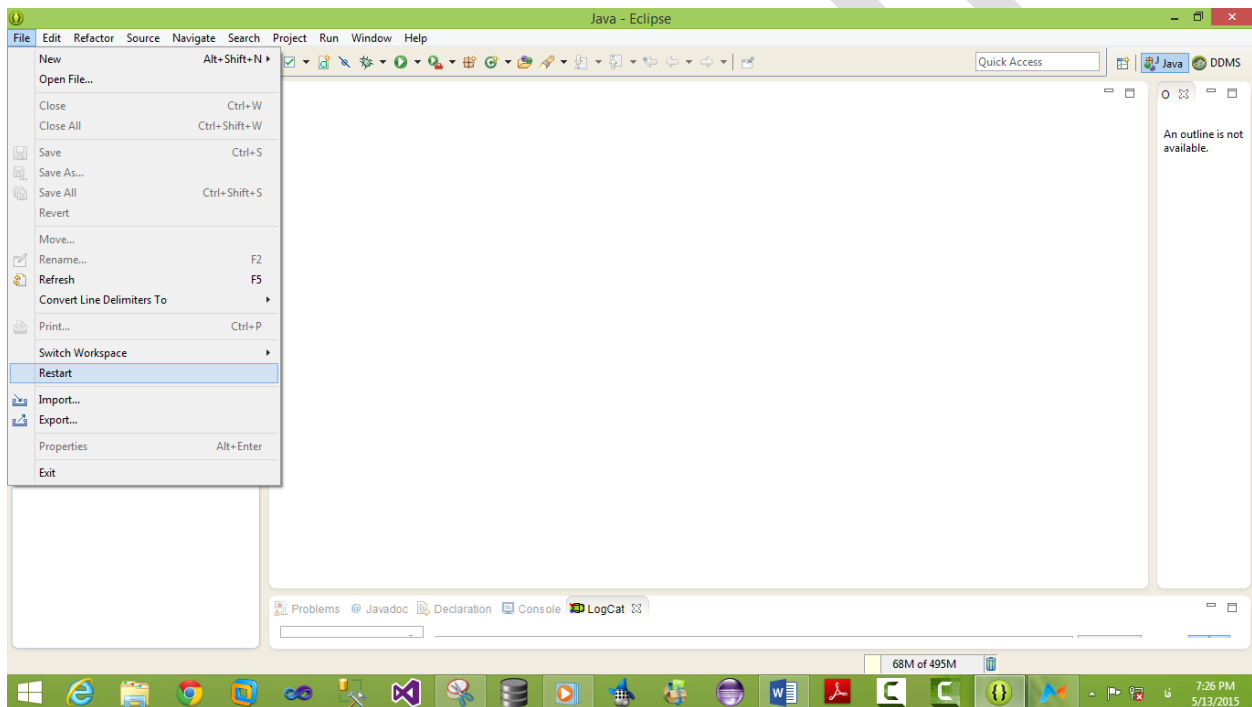 Java - Eclipse
File Edit Refactor Source Navigate Search Project Run Window Help
New Alt+Shift+N
Open File...
Close Ctrl+W
Close All Ctrl+Shift+W
Save Ctrl+S
Save As...
Save All Ctrl+Shift+S
Revert
Move...
Rename... F2
Refresh F5
Convert Line Delimiters To
Print... Ctrl+P
Switch Workspace
Restart
Import...
Export...
Properties Alt+Enter
Exit
Quick Access Java DDMS
O
An outline is not
available.
Problems @ Javadoc Declaration Console LogCat
68M of 495M
7:26 PM
5/13/2015